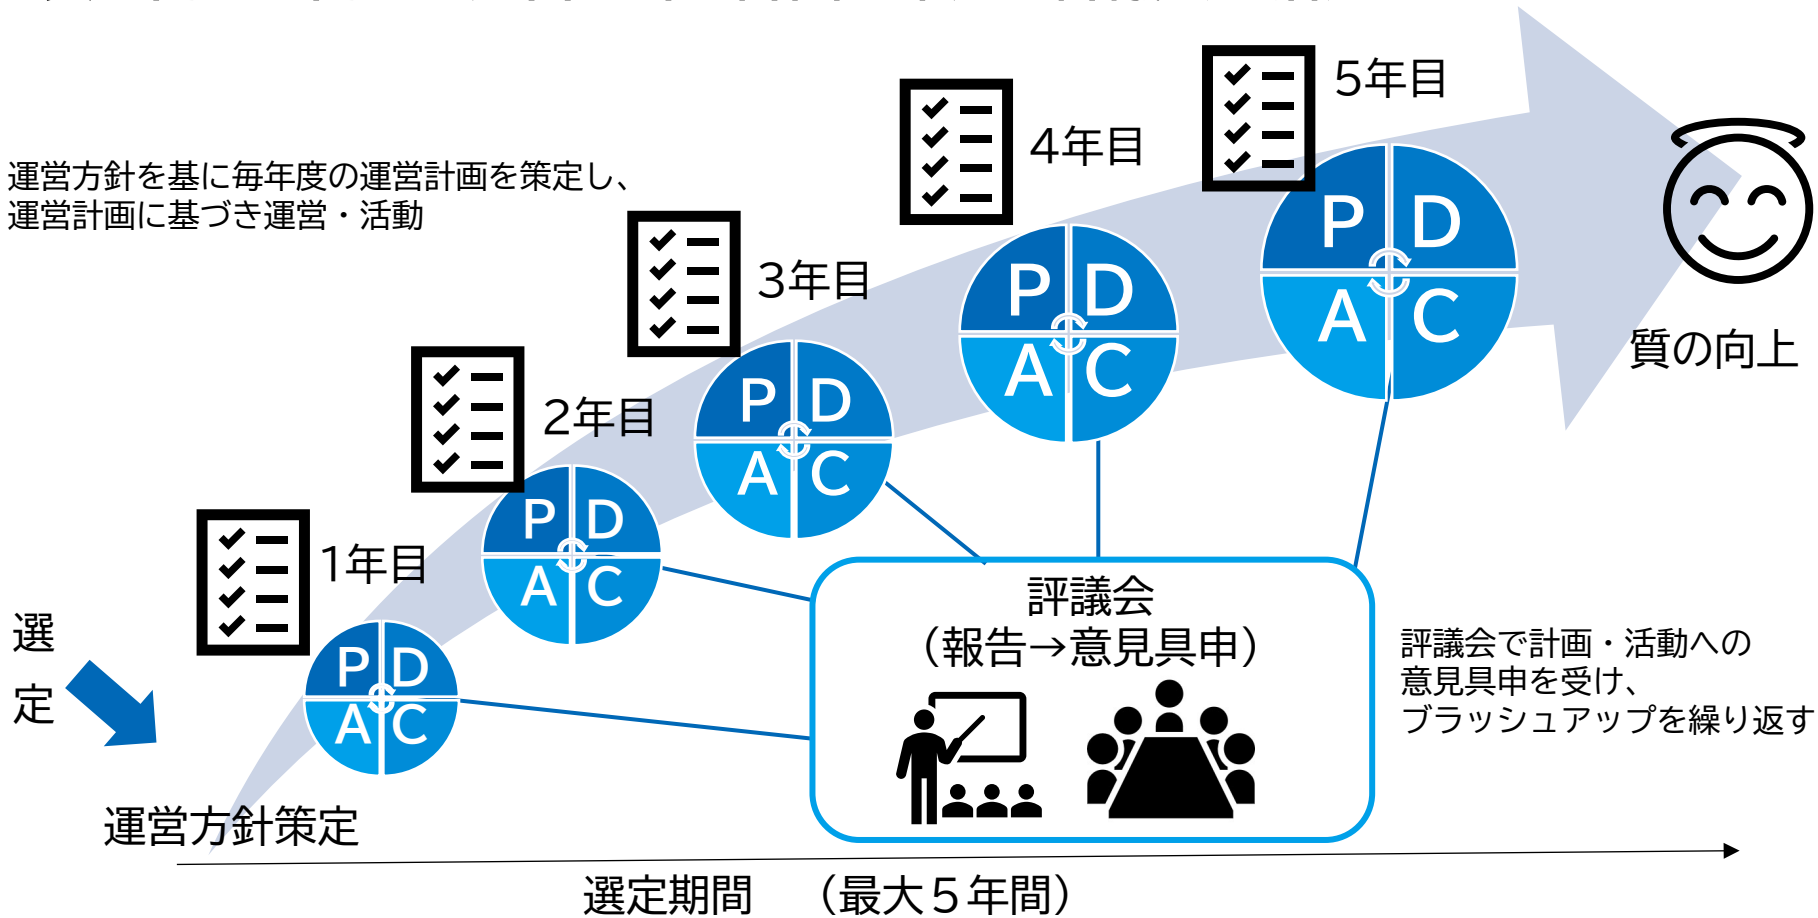 運営方針を基に毎年度の運営計画を策定し、
運営計画に基づき運営・活動
5年目
P D
A C
4年目
P D
A C
3年目
P D
A C
2年目
P D
A C
1年目
P D
A C
質の向上
選
定
運営方針策定
評議会
（報告→意見具申）
評議会で計画・活動への
意見具申を受け、
ブラッシュアップを繰り返す
選定期間 （最大５年間）